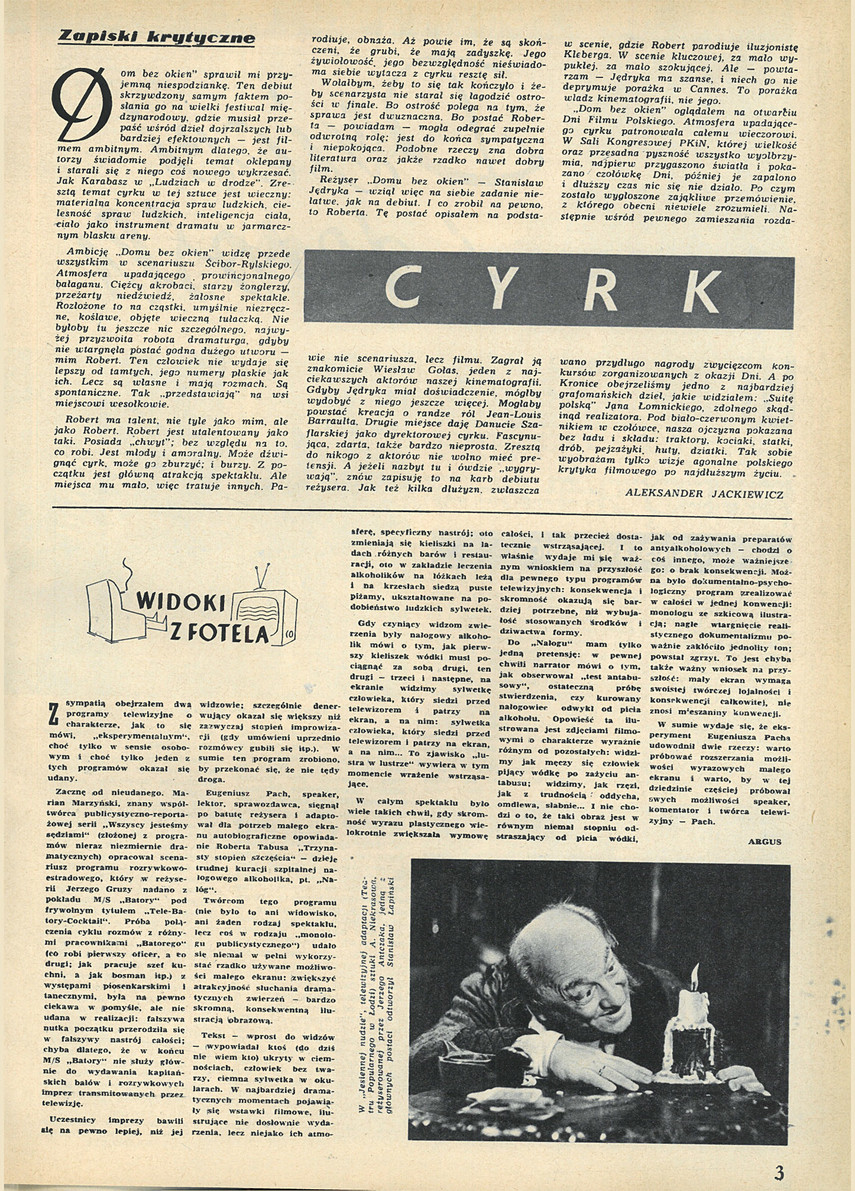 Zapiski krytyczne
Dom bez okien" sprawił mi przy-
jemną niespodziankę. Ten debiut
skrzywdzony samym faktem po-
słania go na wielki festiwal mię-
dzynarodowy, gdzie musiał prze-
paść wśród dzieł dojrzalszych lub
bardziej efektownych — jest fil-
mem ambitnym. Ambitnym dlatego, że au-
torzy świadomie podjęli temat oklepany
i starali się z niego coś nowego wykrzesać.
Jak Karabasz w „Ludziach w drodze". Zre-
sztą temat cyrku w tej sztuce jest wieczny:
materialna koncentracja spraw ludzkich, cie-
lesność spraw ludzkich, inteligencja ciała,
ciało jako instrument dramatu w jarmarcz-
nym blasku areny.
Ambicję „Domu bez okien" widzę przede
wszystkim w scenariuszu Ścibor-Rylskiego.
Atmosfera upadającego prowincjonalnego
bałaganu. Ciężcy akrobaci, starzy żonglerzy,
przeżarty niedźwiedź, żałosne spektakle.
Rozłożone to na cząstki, umyślnie niezręcz-
ne, koślawe, objęte wieczną tułaczką. Nie
byłoby tu jeszcze nic szczególnego, najwy-
żej przyzwoita robota dramaturga, gdyby
nie wtargnęła postać godna dużego utworu —
mim Robert. Ten człowiek nie wydaje się
lepszy od tamtych, jego numery płaskie jak
ich. Lecz są własne i mają rozmach. Są
spontaniczne. Tak „przedstawiają" na wsi
miejscowi wesołkowie.
Robert ma talent, nie tyle jako mim, ale
jako Robert. Robert jest utalentowany jako
taki. Posiada „chwyt"; bez względu na to,
co robi. Jest młody i amoralny. Może dźwi-
gnąć cyrk, może go zburzyć; i burzy. Z po-
czątku jest główną atrakcją spektaklu. Ale
miejsca mu mało, więc tratuje innych. Pa-
rodiuje, obnaża. Aż powie im, że są skoń-
czeni, że grubi, że mają zadyszkę. Jego
żywiołowość, jego bezwzględność nieświado-
ma siebie wytacza z cyrku resztę sił.
Wolałbym, żeby to się tak kończyło i że-
by scenarzysta nie starał się łagodzić ostro-
ści w finale. Bo ostrość polega na tym, że
sprawa jest dwuznaczna. Bo postać Rober-
ta — powiadam — mogła odegrać zupełnie
odwrotną rolę; jest do końca sympatyczna
i niepokojąca. Podobne rzeczy zna dobra
literatura oraz jakże rzadko nawet dobry
film.
Reżyser „Domu bez okien" — Stanisław
Jędryka — wziął więc na siebie zadanie nie-
łatwe, jak na debiut. I co zrobił na pewno,
to Roberta. Tę postać opisałem na podsta-
w scenie, gdzie Robert parodiuje iluzjonistę
Kleberga. W scenie kluczowej, za mało wy-
pukłej, za mało szokującej. Ale — powta-
rzam — Jędryka ma szanse, i niech go nie
deprymuje porażka w Cannes. To porażka
władz kinematografii, nie jego.
„Dom bez okien" oglądałem na otwarciu
Dni Filmu Polskiego. Atmosfera upadające-
go cyrku patronowała całemu wieczorowi.
W Sali Kongresowej PKiN, której wielkość
oraz przesadna pyszność wszystko wyolbrzy-
mia, najpierw przygaszono światła i poka-
zano czołówkę Dni, później je zapalono
i dłuższy czas nic się nie działo. Po czym
zostało wygłoszone zająkliwe przemówienie,
z którego obecni niewiele zrozumieli. Na-
stępnie wśród pewnego zamieszania rozda-
CYRK
wie nie scenariusza, lecz filmu. Zagrał ją
znakomicie Wiesław Gołas, jeden z naj-
ciekawszych aktorów naszej kinematografii.
Gdyby Jędryka miał doświadczenie, mógłby
wydobyć z niego jeszcze więcej. Mogłaby
powstać kreacja o randze ról Jean-Louis
Barraulta. Drugie miejsce daję Danucie Sza-
flarskiej jako dyrektorowej cyrku. Fascynu-
jąca, zdarta, także bardzo nieprosta. Zresztą
do nikogo z aktorów nie wolno mieć pre-
tensji. A jeżeli nazbyt tu i ówdzie „wygry-
wają", znów zapisuję to na karb debiutu
reżysera. Jak też kilka dłużyzn, zwłaszcza
wano przydługo nagrody zwycięzcom kon-
kursów zorganizowanych z okazji Dni. A po
Kronice obejrzeliśmy jedno z najbardziej
grafomańskich dzieł, jakie widziałem: „Suitę
polską" Jana Łomnickiego, zdolnego skąd-
inąd realizatora. Pod biało-czerwonym kwiet-
nikiem w czołówce, nasza ojczyzna pokazana
bez ładu i składu: traktory, kociaki, statki,
drób, pejzażyki, huty, dziatki. Tak sobie
wyobrażam tylko wizje agonalne polskiego
krytyka filmowego po najdłuższym życiu.
ALEKSANDER JACKIEWICZ
WIDOKI
Z FOTELA
Z sympatią obejrzałem dwa
programy telewizyjne o
charakterze, jak to się
mówi, „eksperymentalnym",
choć tylko w sensie osobo-
wym i choć tylko jeden z
tych programów okazał się
udany.
Zacznę od nieudanego. Ma-
rian Marzyński, znany współ-
twórca publicystyczno-reporta-
żowej serii „Wszyscy jesteśmy
sędziami" (złożonej z progra-
mów nieraz niezmiernie dra-
matycznych) opracował scena-
riusz programu rozrywkowo-
estradowego, który w reżyse-
rii Jerzego Gruzy nadano z
pokładu M/S „Batory" pod
frywolnym tytułem „Tele-Ba-
tory-Cocktail". Próba połą-
czenia cyklu rozmów z różny-
mi pracownikami „Batorego"
(co robi pierwszy oficer, a co
drugi; jak pracuje szef ku-
chni, a jak bosman itp.) z
występami piosenkarskimi i
tanecznymi, była na pewno
ciekawa w pomyśle, ale nie
udana w realizacji: fałszywa
nutka początku przerodziła się
w fałszywy nastrój całości;
chyba dlatego, że w końcu
M/S „Batory" nie służy głów-
nie do wydawania kapitań-
skich balów i rozrywkowych
imprez transmitowanych przez
telewizję.
Uczestnicy imprezy bawili
się na pewno lepiej, niż jej
widzowie; szczególnie dener-
wujący okazał się większy niż
zazwyczaj stopień improwiza-
cji (gdy umówieni uprzednio
rozmówcy gubili się itp.). W
sumie ten program zrobiono,
by przekonać się, że nie tędy
droga.
Eugeniusz Pach, speaker,
lektor, sprawozdawca, sięgnął
po batutę reżysera i adapto-
wał dla potrzeb małego ekra-
nu autobiograficzne opowiada-
nie Roberta Tabusa „Trzyna-
sty stopień szczęścia" — dzieje
trudnej kuracji szpitalnej na-
łogowego alkoholika, pt. „Na-
łóg".
Twórcom tego programu
(nie było to ani widowisko,
ani żaden rodzaj spektaklu,
lecz coś w rodzaju „monolo-
gu publicystycznego") udało
się niemal w pełni wykorzy-
stać rzadko używane możliwo-
ści małego ekranu: zwiększyć
atrakcyjność słuchania drama-
tycznych zwierzeń — bardzo
skromną, konsekwentną ilu-
stracją obrazową.
Tekst — wprost do widzów
— wypowiadał ktoś (do dziś
nie wiem kto) ukryty w ciem-
nościach, człowiek bez twa-
rzy, ciemna sylwetka w oku-
larach. W najbardziej drama-
tycznych momentach pojawia-
ły się wstawki filmowe, ilu-
strujące nie dosłownie wyda-
rzenia, lecz niejako ich atmo-
sferę, specyficzny nastrój; oto
zmieniają się kieliszki na la-
dach różnych barów i restau-
racji, oto w zakładzie leczenia
alkoholików na łóżkach leżą
i na krzesłach siedzą puste
piżamy, ukształtowane na po-
dobieństwo ludzkich sylwetek.
Gdy czyniący widzom zwie-
rzenia były nałogowy alkoho-
lik mówi o tym, jak pierw-
szy kieliszek wódki musi po-
ciągnąć za sobą drugi, ten
drugi — trzeci i następne, na
ekranie widzimy sylwetkę
człowieka, który siedzi przed
telewizorem i patrzy na
ekran, a na nim: sylwetka
człowieka, który siedzi przed
telewizorem i patrzy na ekran,
a na nim... To zjawisko „lu-
stra w lustrze" wywiera w tym
momencie wrażenie wstrząsa-
jące.
W całym spektaklu było
wiele takich chwil, gdy skrom-
ność wyrazu plastycznego wie-
lokrotnie zwiększała wymowę
całości, i tak przecież dosta-
tecznie wstrząsającej. I to
właśnie wydaje mi się waż-
nym wnioskiem na przyszłość
dla pewnego typu programów
telewizyjnych: konsekwencja i
skromność okazują się bar-
dziej potrzebne, niż wybuja-
łość stosowanych środków i
dziwactwa formy.
Do „Nałogu" mam tylko
jedną pretensję: w pewnej
chwili narrator mówi o tym,
jak obserwował „test antabu-
sowy", ostateczną próbę
stwierdzenia, czy kurowany
nałogowiec odwykł od picia
alkoholu. Opowieść ta ilu-
strowana jest zdjęciami filmo-
wymi o charakterze wyraźnie
różnym od pozostałych: widzi-
my jak męczy się człowiek
pijący wódkę po zażyciu an-
tabusu; widzimy, jak rzęzi,
jak z trudnością oddycha,
omdlewa, słabnie... I nie cho-
dzi o to, że taki obraz jest w
równym niemal stopniu od-
straszający od picia wódki,
jak od zażywania preparatów
antyalkoholowych — chodzi o
coś innego, może ważniejsze-
go: o brak konsekwencji. Moż-
na było dokumentalno-psycho-
logiczny program zrealizować
w całości w jednej konwencji:
monologu ze szkicową ilustra-
cją; nagłe wtargnięcie reali-
stycznego dokumentalizmu po-
ważnie zakłóciło jednolity ton;
powstał zgrzyt. To jest chyba
także ważny wniosek na przy-
szłość: mały ekran wymaga
swoistej twórczej lojalności i
konsekwencji całkowitej, nie
znosi mieszaniny konwencji.
W sumie wydaje się, że eks-
peryment Eugeniusza Pacha
udowodnił dwie rzeczy: warto
próbować rozszerzania możli-
wości wyrazowych małego
ekranu i warto, by w tej
dziedzinie częściej próbował
swych możliwości speaker,
komentator i twórca telewi-
zyjny — Pach.
ARGUS
W „Jesiennej nudzie", telewizyjnej adaptacji (Tea-
tru Popularnego w Łodzi) sztuki A. Niekrasowa,
reżyserowanej przez Jerzego Antczaka, jedną z
głównych postaci odtworzył Stanisław Łapiński
3